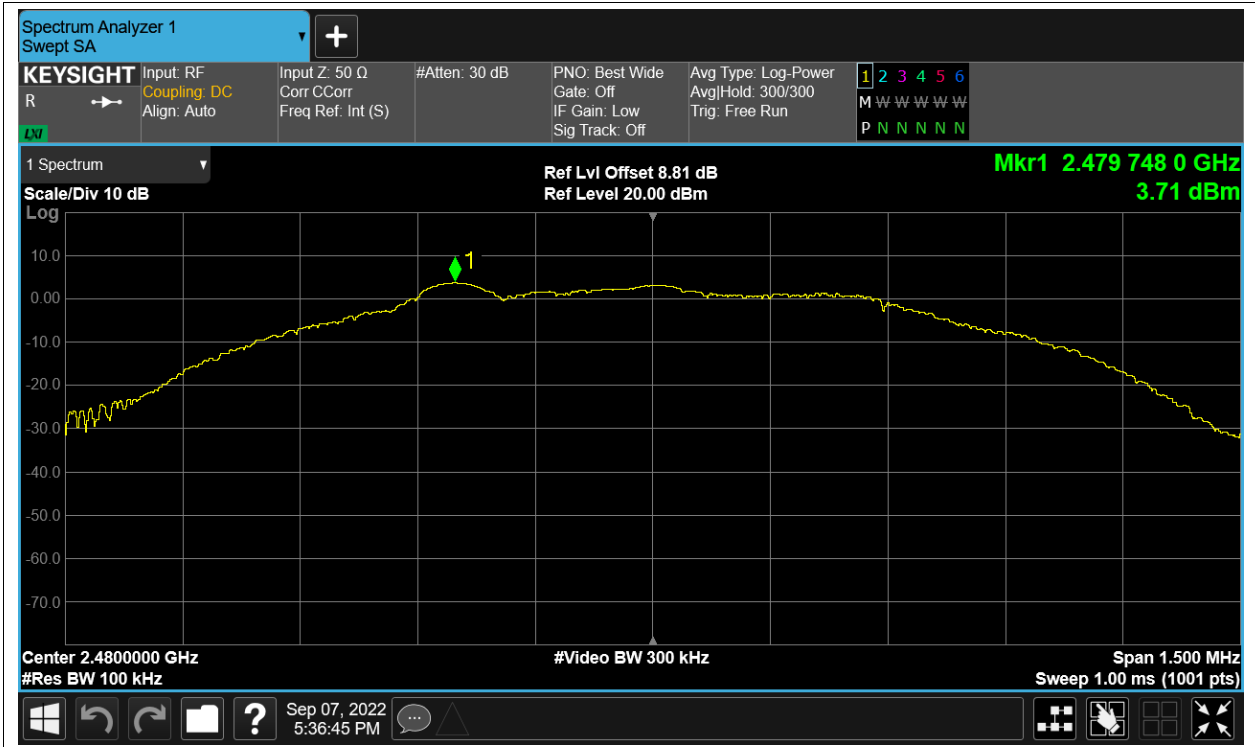 Spectrum Analyzer 1
Swept SA
KEYSIGHT
R
LXI
Input: RF
Coupling: DC
Align: Auto
Input Z: 50 Ω
Corr CCorr
Freq Ref: Int (S)
#Atten: 30 dB
PNO: Best Wide
Gate: Off
IF Gain: Low
Sig Track: Off
Avg Type: Log-Power
Avg|Hold: 300/300
Trig: Free Run
1 2 3 4 5 6
M W W W W W W
P N N N N N N
1 Spectrum
Scale/Div 10 dB
Log
Ref Lvl Offset 8.81 dB
Ref Level 20.00 dBm
Mkr1 2.479 748 0 GHz
3.71 dBm
1
10.0
0.00
-10.0
-20.0
-30.0
-40.0
-50.0
-60.0
-70.0
Center 2.4800000 GHz
#Res BW 100 kHz
#Video BW 300 kHz
Span 1.500 MHz
Sweep 1.00 ms (1001 pts)
?
Sep 07, 2022
5:36:45 PM